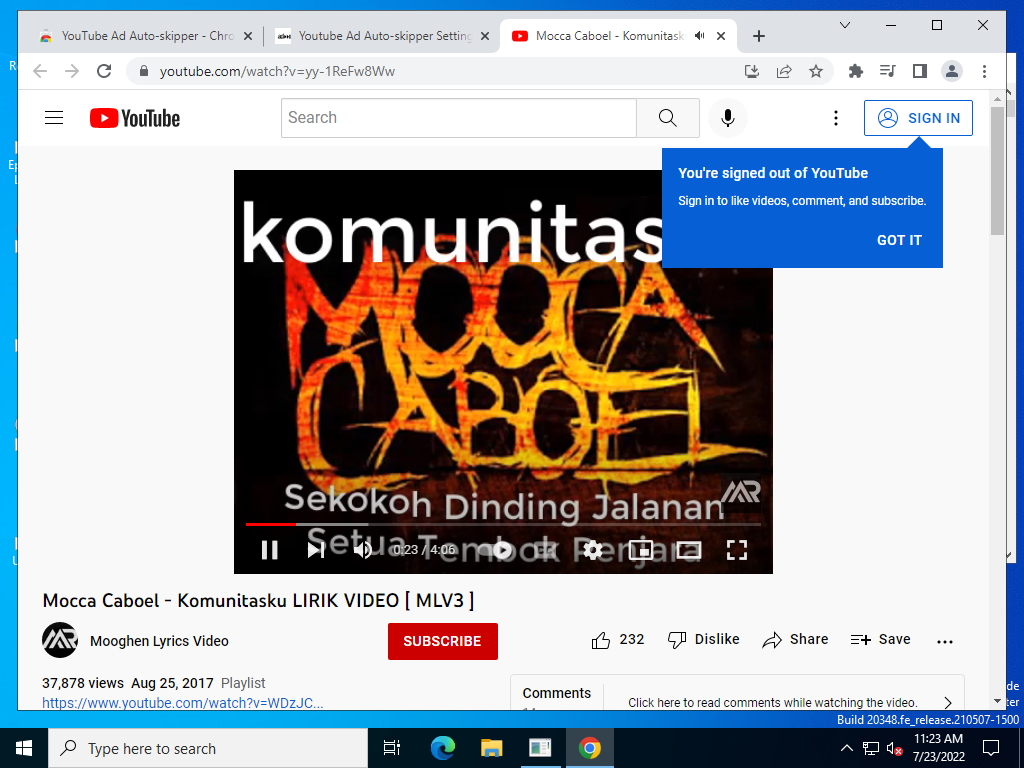 YouTube Ad Auto-skipper - Chro
Youtube Ad Auto-skipper Setting
Mocca Caboel - Komunitask
youtube.com/watch?v=yy-1ReFw8Ww
YouTube
Search
SIGN IN
You're signed out of YouTube
Sign in to like videos, comment, and subscribe.
GOT IT
komunitas
MOCCA
CABOEL
Sekokoh Dinding Jalanan
MR
Setua Tembok Penjara
0:23 / 4:06
Mocca Caboel - Komunitasku LIRIK VIDEO [ MLV3 ]
Mooghen Lyrics Video
SUBSCRIBE
232
Dislike
Share
Save
37,878 views Aug 25, 2017 Playlist
https://www.youtube.com/watch?v=WDzJC...
Comments
Click here to read comments while watching the video.
Build 20348.fe_release.210507-1500
Type here to search
11:23 AM
7/23/2022